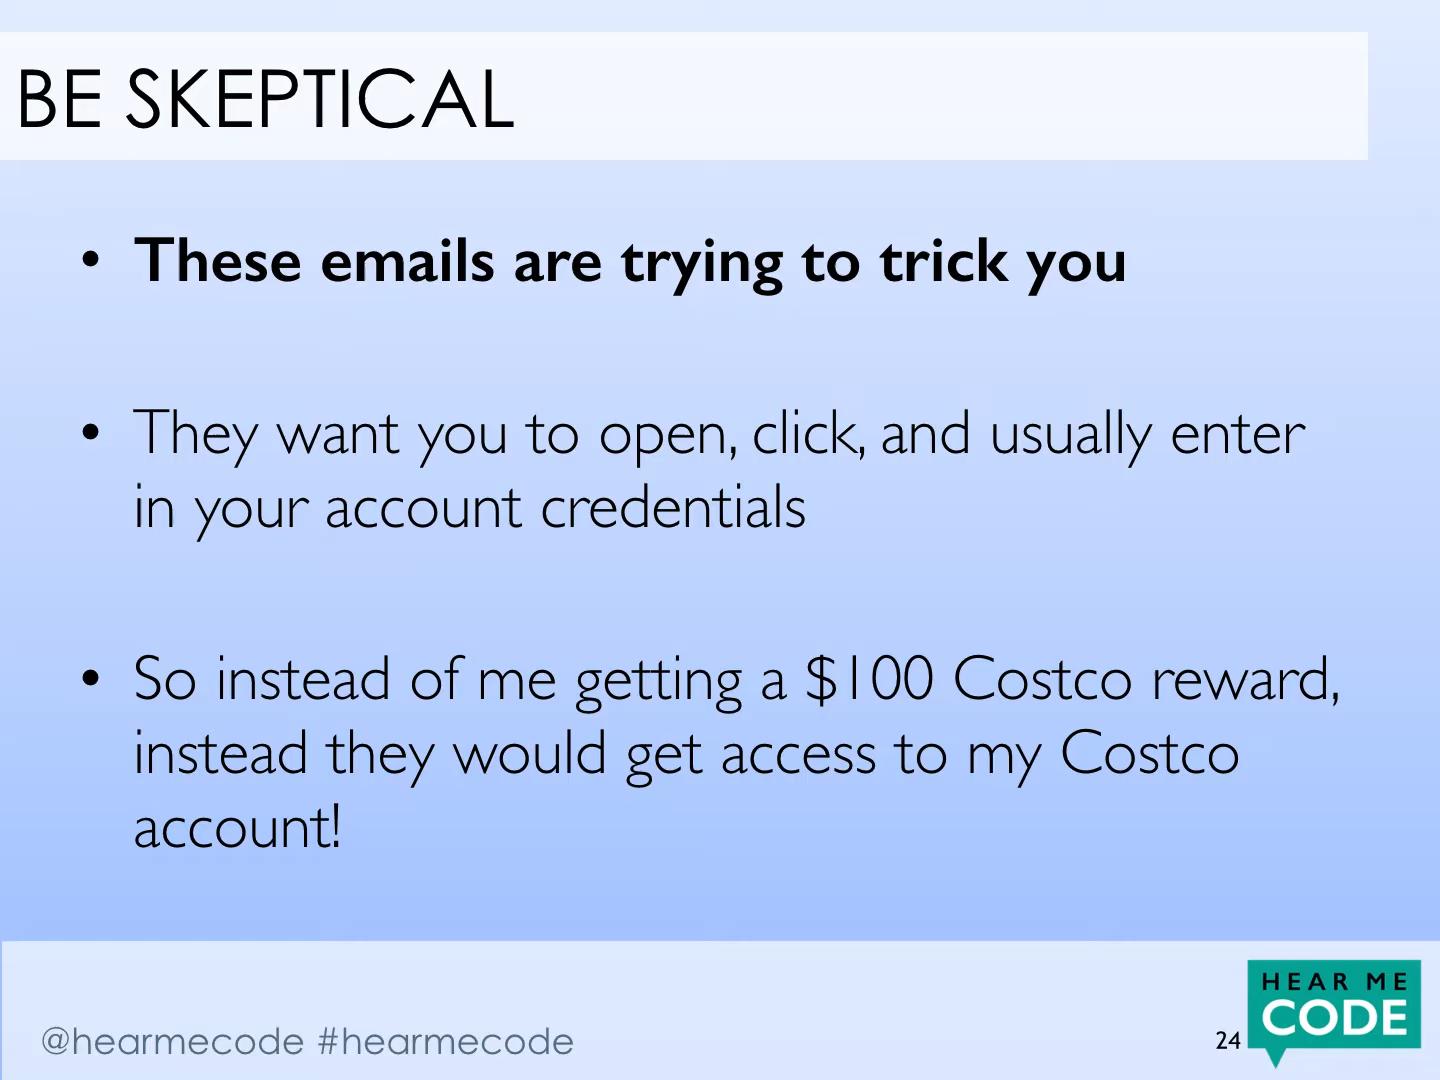 BE SKEPTICAL
• These emails are trying to trick you
• They want you to open, click, and usually enter
in your account credentials
• So instead of me getting a $100 Costco reward,
instead they would get access to my Costco
account!
@hearmecode #hearmecode
24
HEAR ME
CODE